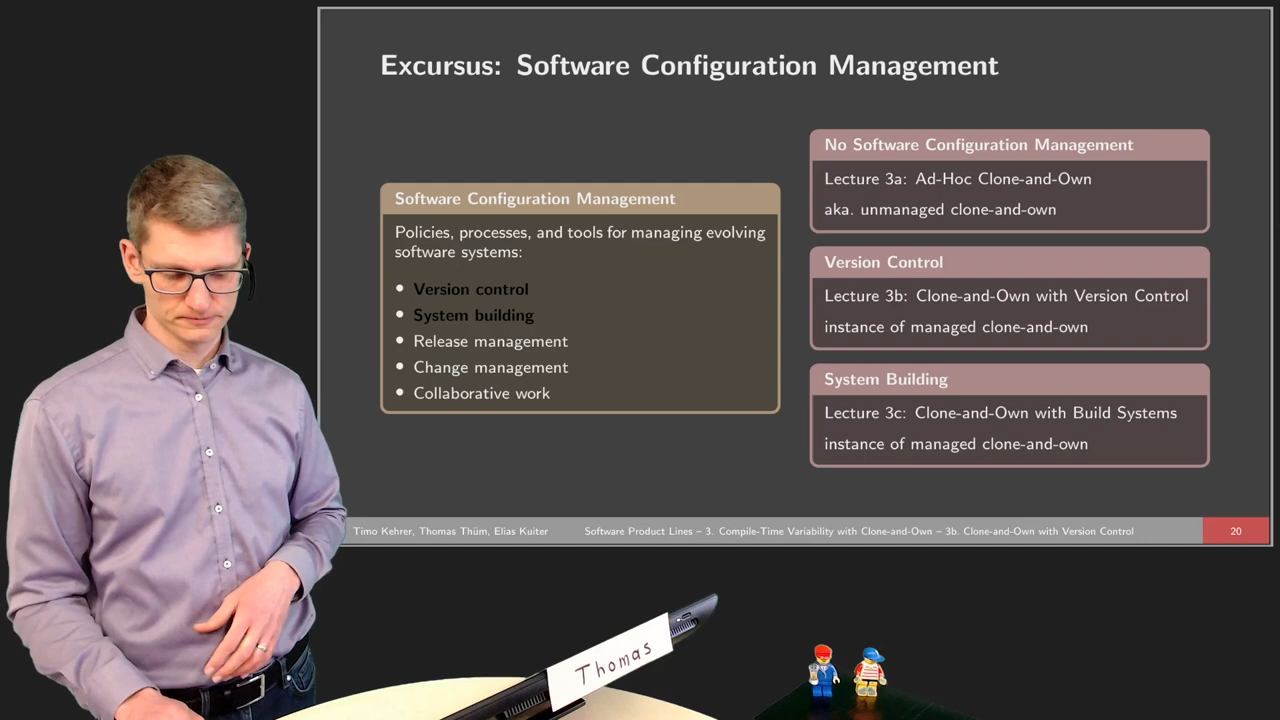 Excursus: Software Configuration Management
Software Configuration Management
Policies, processes, and tools for managing evolving
software systems:
• Version control
• System building
• Release management
• Change management
• Collaborative work
No Software Configuration Management
Lecture 3a: Ad-Hoc Clone-and-Own
aka. unmanaged clone-and-own
Version Control
Lecture 3b: Clone-and-Own with Version Control
instance of managed clone-and-own
System Building
Lecture 3c: Clone-and-Own with Build Systems
instance of managed clone-and-own
Timo Kehrer, Thomas Thüm, Elias Kuiter
Software Product Lines – 3. Compile-Time Variability with Clone-and-Own – 3b. Clone-and-Own with Version Control
20
Thomas